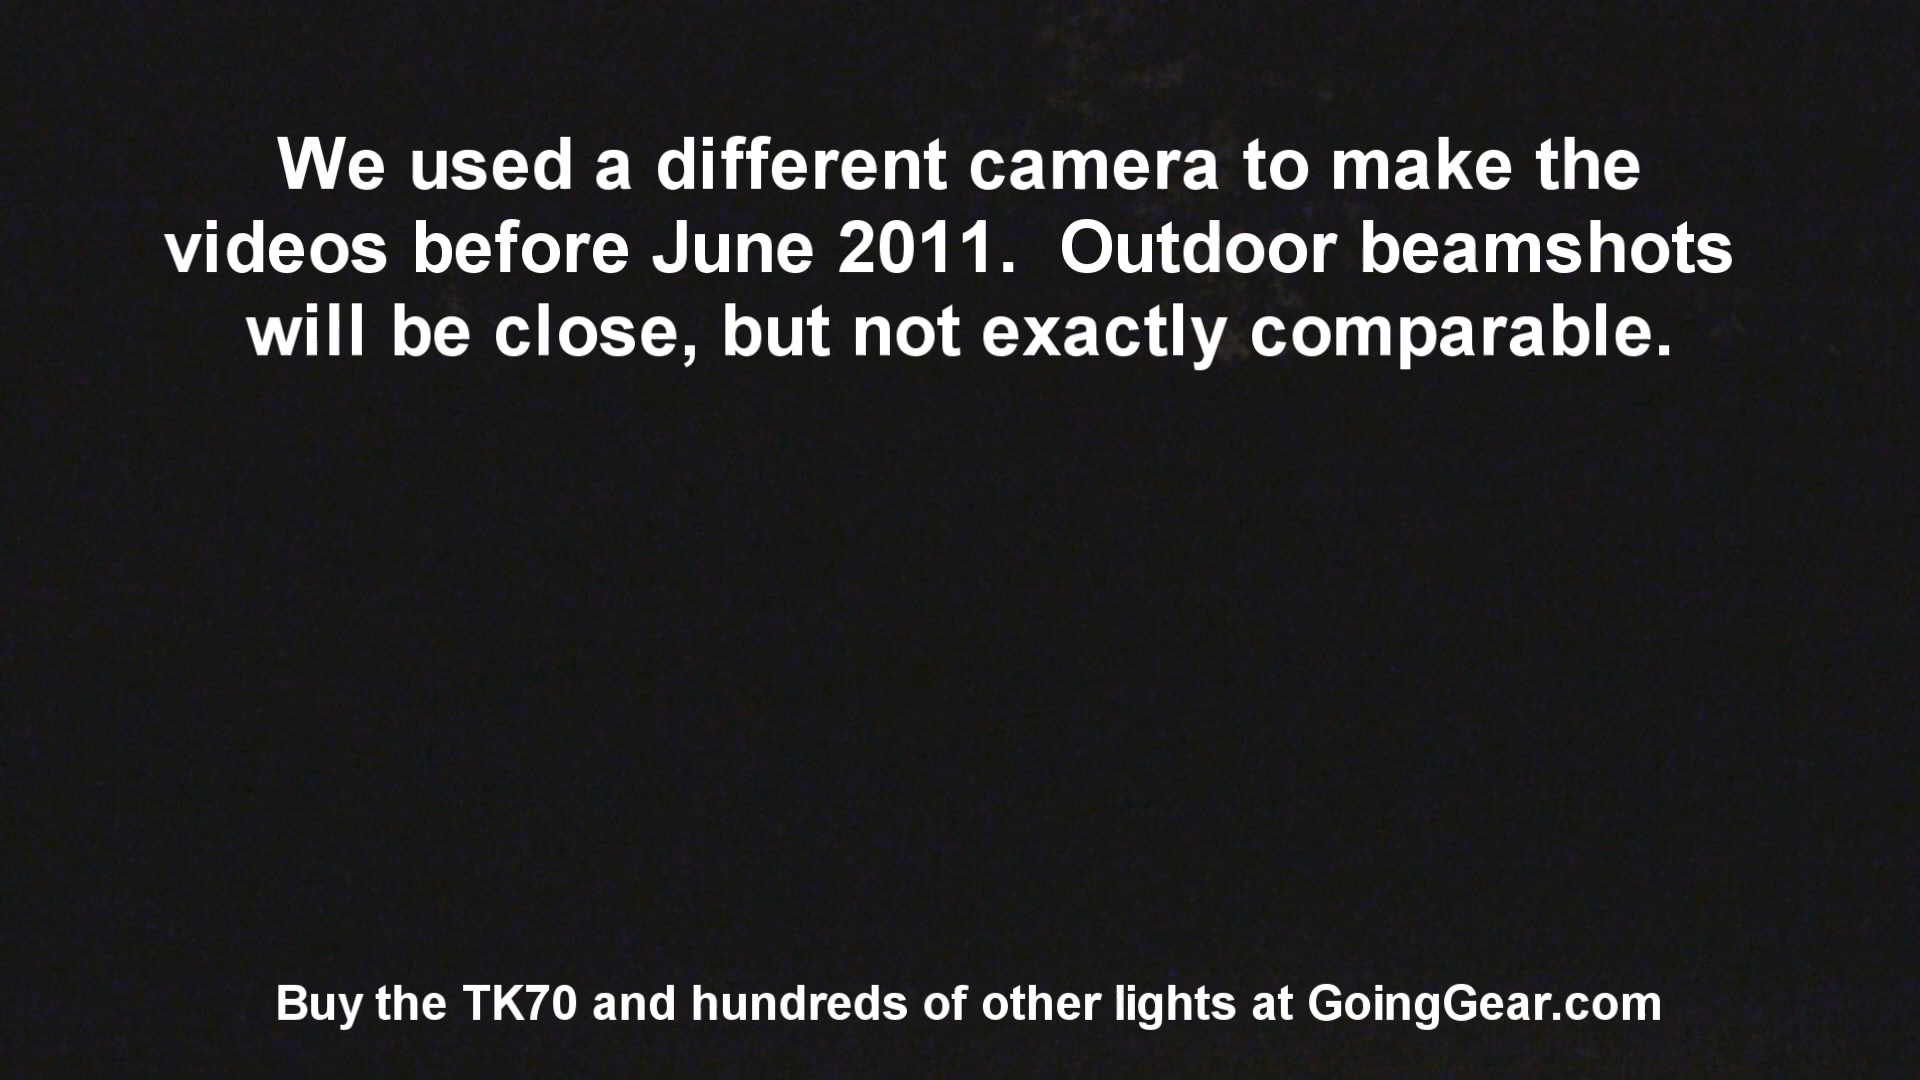 We used a different camera to make the
videos before June 2011.  Outdoor beamshots
will be close, but not exactly comparable.
Buy the TK70 and hundreds of other lights at GoingGear.com